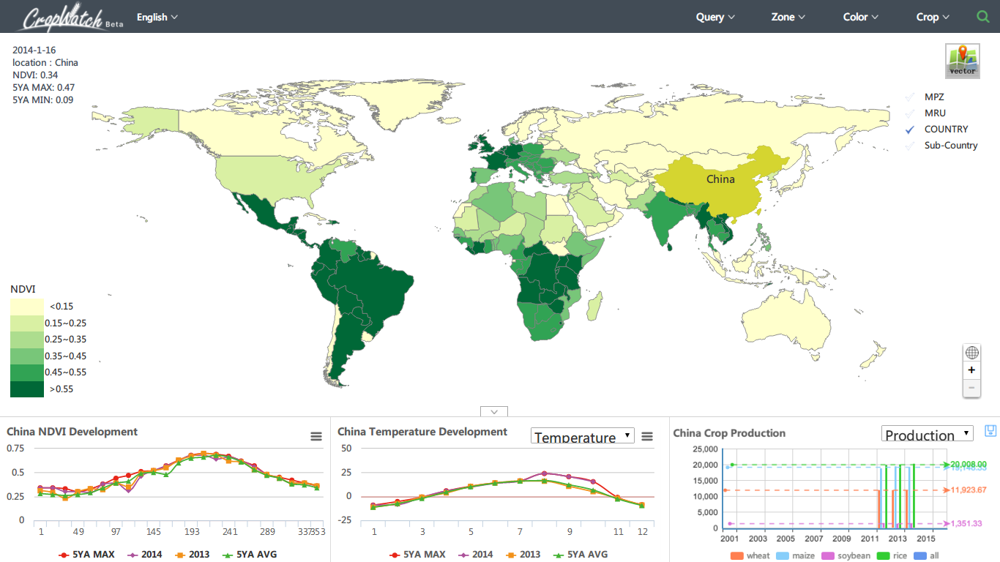 CropWatch Beta
English
Query
Zone
Color
Crop
2014-1-16
location : China
NDVI: 0.34
5YA MAX: 0.47
5YA MIN: 0.09
vector
MPZ
MRU
COUNTRY
Sub-Country
China
NDVI
<0.15
0.15~0.25
0.25~0.35
0.35~0.45
0.45~0.55
>0.55
+
-
China NDVI Development
0.75
0.5
0.25
0
1 49 97 145 193 241 289 337 353
5YA MAX 2014 2013 5YA AVG
China Temperature Development
Temperature
50
25
0
-25
1 3 5 7 9 11 12
5YA MAX 2014 2013 5YA AVG
China Crop Production
Production
25,000
20,000
15,000
10,000
5,000
0
20,008.00
11,923.67
1,351.33
2001 2003 2005 2007 2009 2011 2013 2015
wheat maize soybean rice all